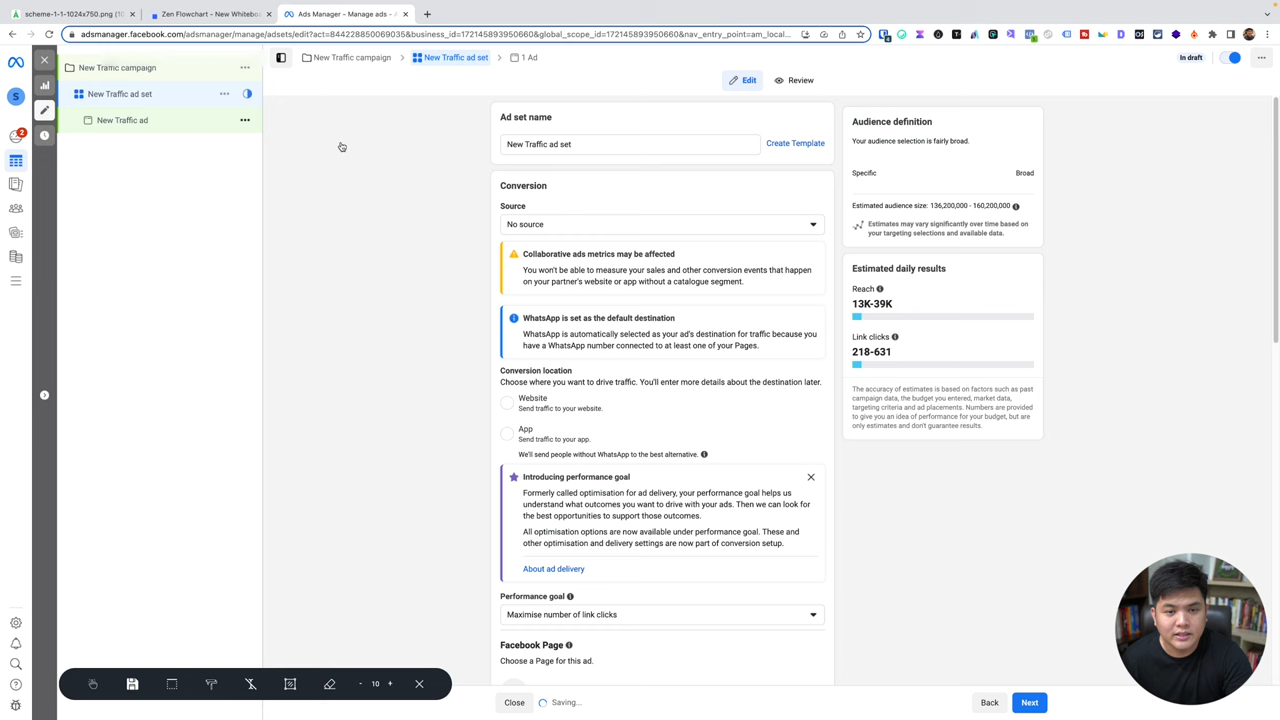 scheme-1-1-1024x750.png (10
Zen Flowchart - New Whitebo
Ads Manager - Manage ads - A
adsmanager.facebook.com/adsmanager/manage/adsets/edit?act=844228850069035&business_id=172145893950660&global_scope_id=172145893950660&nav_entry_point=am_local...
New Traffic campaign
New Traffic ad set
New Traffic ad
S
2
New Traffic campaign
New Traffic ad set
1 Ad
In draft
Edit
Review
Ad set name
New Traffic ad set
Create Template
Conversion
Source
No source
Collaborative ads metrics may be affected
You won't be able to measure your sales and other conversion events that happen
on your partner's website or app without a catalogue segment.
WhatsApp is set as the default destination
WhatsApp is automatically selected as your ad's destination for traffic because you
have a WhatsApp number connected to at least one of your Pages.
Conversion location
Choose where you want to drive traffic. You'll enter more details about the destination later.
Website
Send traffic to your website.
App
Send traffic to your app.
We'll send people without WhatsApp to the best alternative.
Introducing performance goal
Formerly called optimisation for ad delivery, your performance goal helps us
understand what outcomes you want to drive with your ads. Then we can look for
the best opportunities to support those outcomes.
All optimisation options are now available under performance goal. These and
other optimisation and delivery settings are now part of conversion setup.
About ad delivery
Performance goal
Maximise number of link clicks
Facebook Page
Choose a Page for this ad.
Audience definition
Your audience selection is fairly broad.
Specific
Broad
Estimated audience size: 136,200,000 - 160,200,000
Estimates may vary significantly over time based on
your targeting selections and available data.
Estimated daily results
Reach
13K-39K
Link clicks
218-631
The accuracy of estimates is based on factors such as past
campaign data, the budget you entered, market data,
targeting criteria and ad placements. Numbers are provided
to give you an idea of performance for your budget, but are
only estimates and don't guarantee results.
- 10 +
Close
Saving...
Back
Next